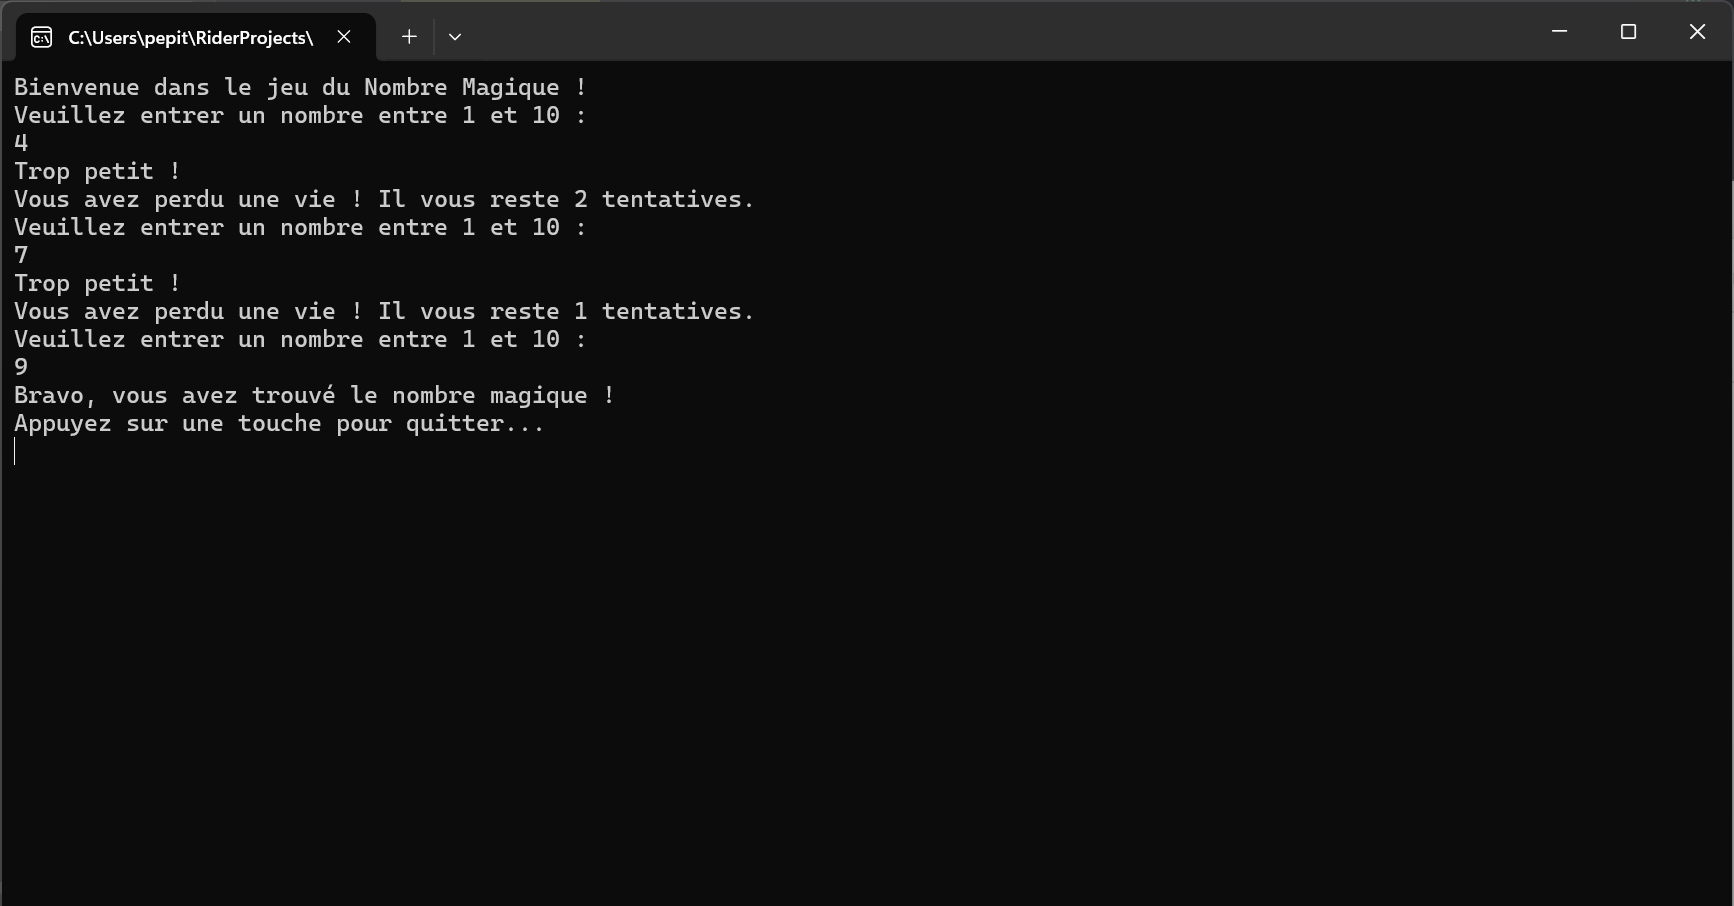 C:\Users\pepit\RiderProjects\
Bienvenue dans le jeu du Nombre Magique !
Veuillez entrer un nombre entre 1 et 10 :
4
Trop petit !
Vous avez perdu une vie ! Il vous reste 2 tentatives.
Veuillez entrer un nombre entre 1 et 10 :
7
Trop petit !
Vous avez perdu une vie ! Il vous reste 1 tentatives.
Veuillez entrer un nombre entre 1 et 10 :
9
Bravo, vous avez trouvé le nombre magique !
Appuyez sur une touche pour quitter...